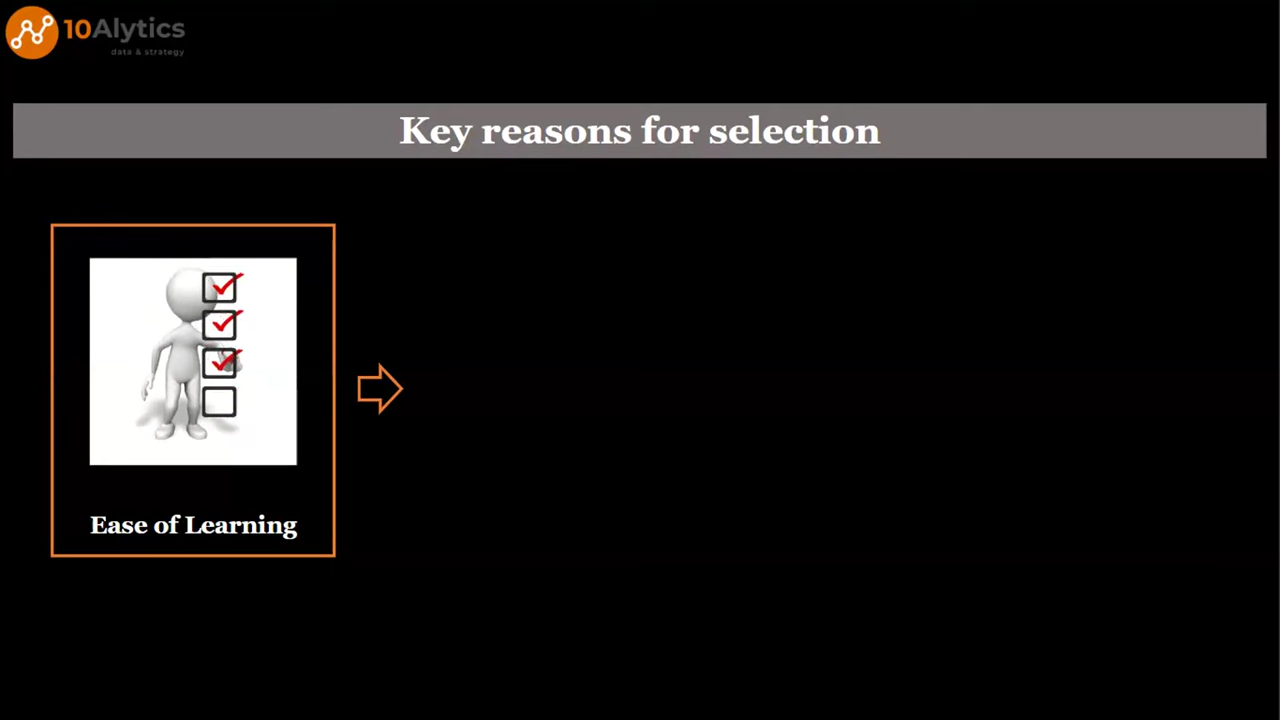 10Alytics
data & strategy
Key reasons for selection
Ease of Learning